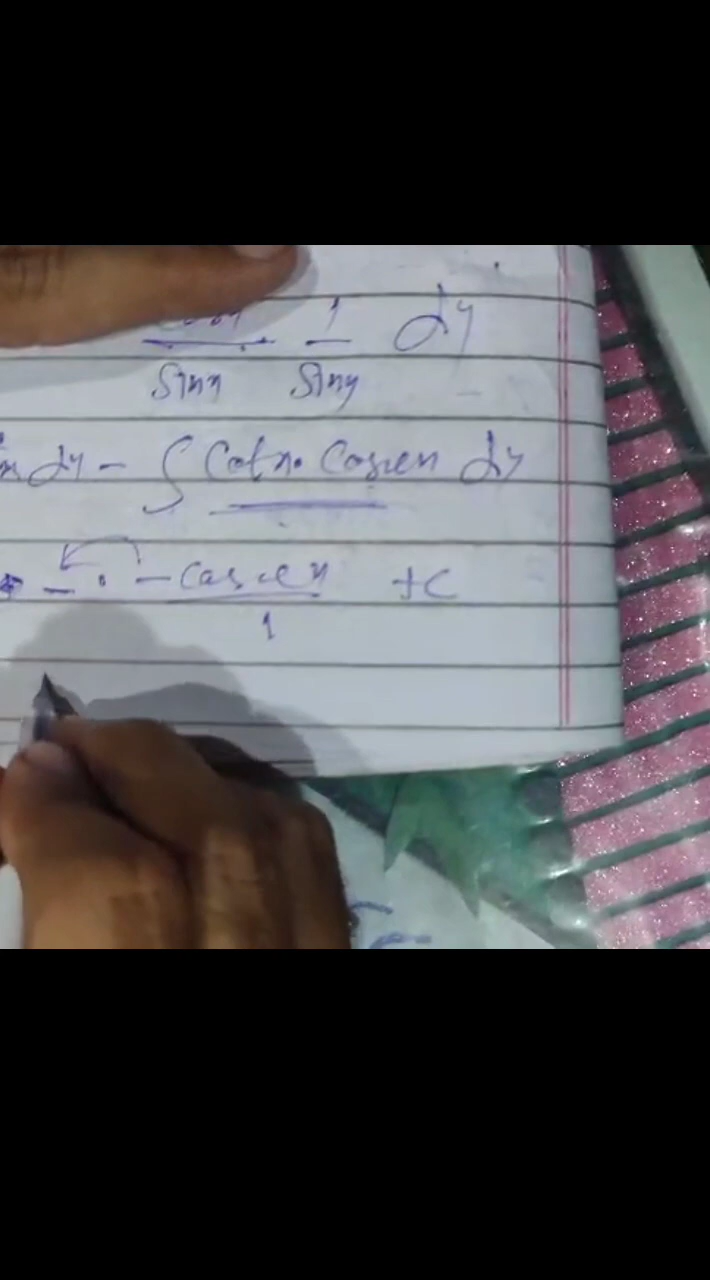 1 dy
Sinx Siny
dy - ∫ Cotx. Cosecx dy
- . - Cosecx + c
1